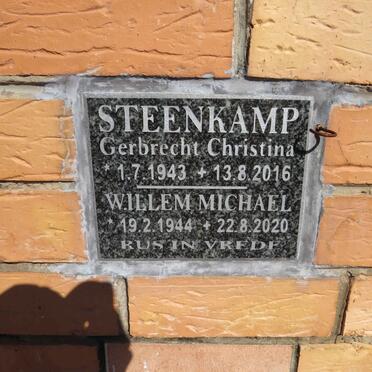 STEENKAMP
Gerbrecht Christina
* 1.7.1943 + 13.8.2016
WILLEM MICHAEL
* 19.2.1944 + 22.8.2020
RUS IN VREDE